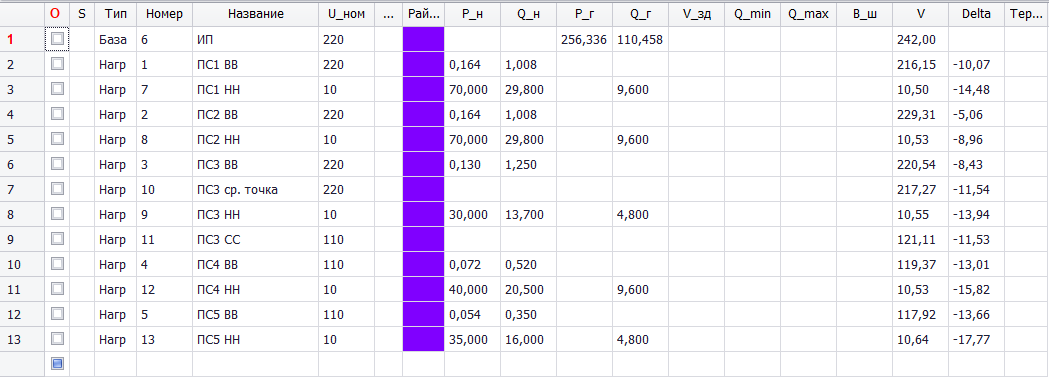 O S Тип Номер Название U_ном ... Рай... P_н Q_н P_г Q_г V_зд Q_min Q_max B_ш V Delta Тер...
1 База 6 ИП 220 256,336 110,458 242,00
2 Нагр 1 ПС1 ВВ 220 0,164 1,008 216,15 -10,07
3 Нагр 7 ПС1 НН 10 70,000 29,800 9,600 10,50 -14,48
4 Нагр 2 ПС2 ВВ 220 0,164 1,008 229,31 -5,06
5 Нагр 8 ПС2 НН 10 70,000 29,800 9,600 10,53 -8,96
6 Нагр 3 ПС3 ВВ 220 0,130 1,250 220,54 -8,43
7 Нагр 10 ПС3 ср. точка 220 217,27 -11,54
8 Нагр 9 ПС3 НН 10 30,000 13,700 4,800 10,55 -13,94
9 Нагр 11 ПС3 СС 110 121,11 -11,53
10 Нагр 4 ПС4 ВВ 110 0,072 0,520 119,37 -13,01
11 Нагр 12 ПС4 НН 10 40,000 20,500 9,600 10,53 -15,82
12 Нагр 5 ПС5 ВВ 110 0,054 0,350 117,92 -13,66
13 Нагр 13 ПС5 НН 10 35,000 16,000 4,800 10,64 -17,77